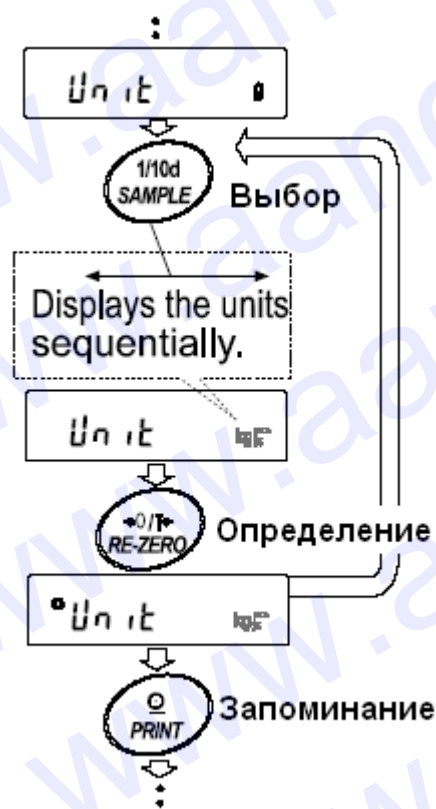 Unit g
1/10d
SAMPLE
Выбор
Displays the units
sequentially.
Unit
→0/T←
RE-ZERO
Определение
Unit
PRINT
Запоминание